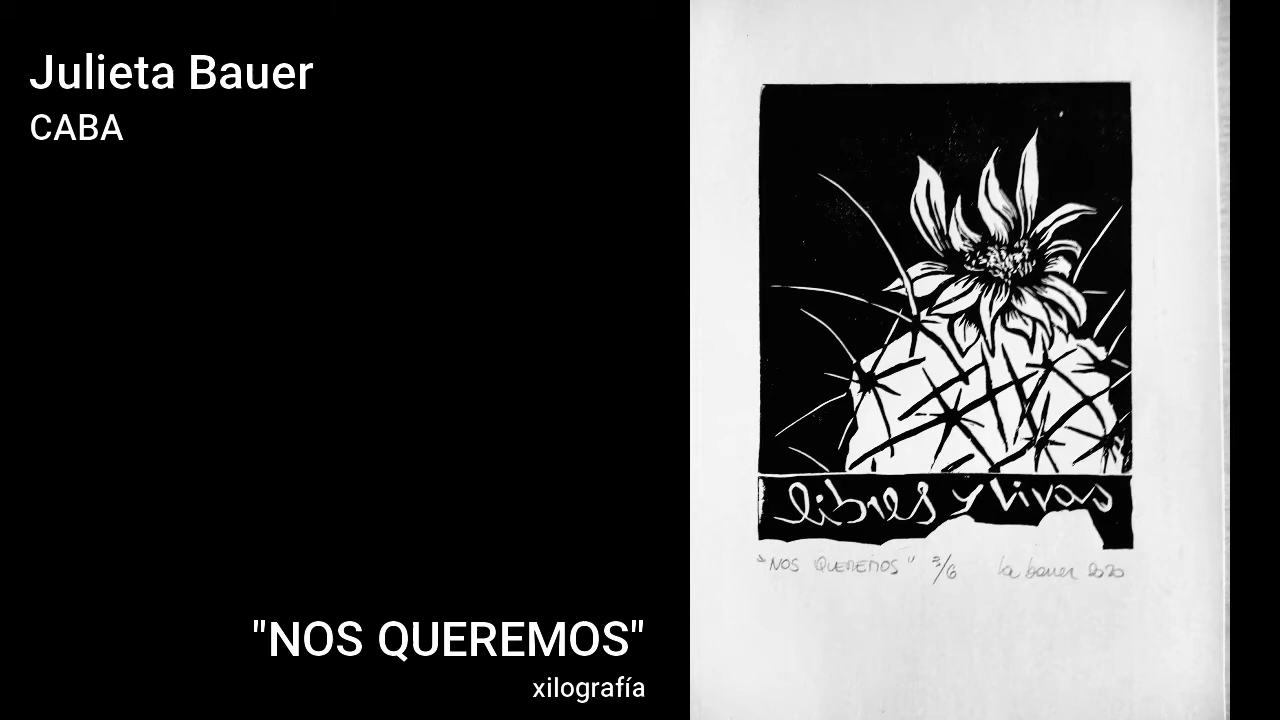 Julieta Bauer
CABA
libres y vivas
"NOS QUEREMOS" 3/6 la bauer 2020
"NOS QUEREMOS"
xilografía